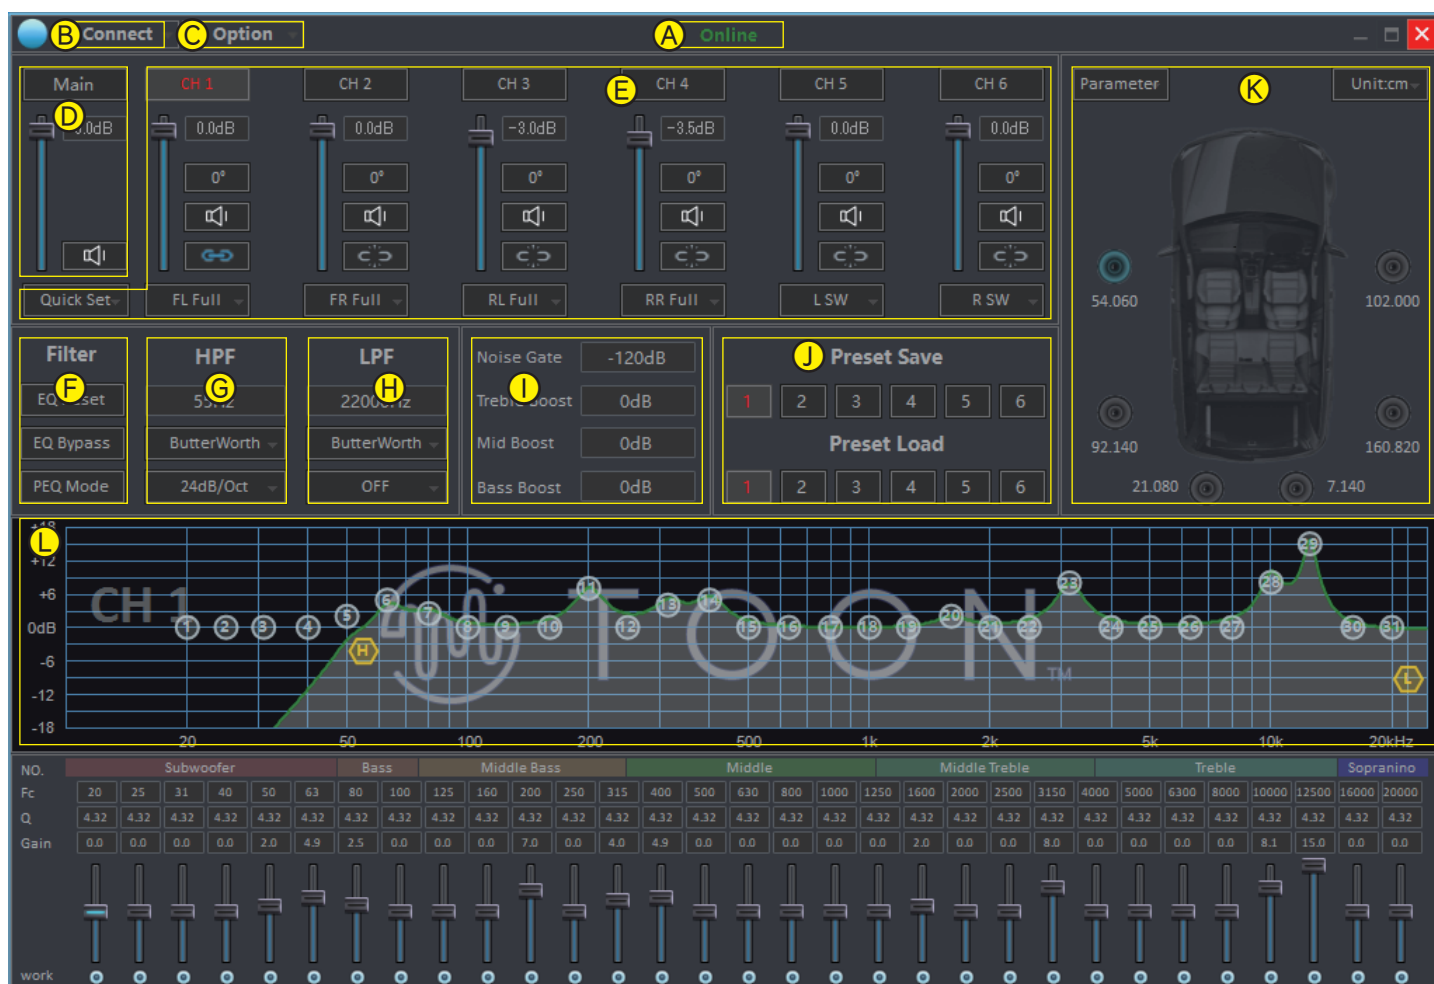 B Connect C Option A Online
Main CH 1 CH 2 CH 3 E CH 4 CH 5 CH 6 Parameter K Unit:cm
D 0.0dB 0.0dB 0.0dB -3.0dB -3.5dB 0.0dB 0.0dB
0° 0° 0° 0° 0° 0°
Quick Set FL Full FR Full RL Full RR Full L SW R SW
54.060 102.000
92.140 160.820
21.080 7.140
Filter
F
EQ Reset
EQ Bypass
PEQ Mode
HPF
G
55Hz
ButterWorth
24dB/Oct
LPF
H
22000Hz
ButterWorth
OFF
Noise Gate -120dB
I
Treble Boost 0dB
Mid Boost 0dB
Bass Boost 0dB
J Preset Save
1 2 3 4 5 6
Preset Load
1 2 3 4 5 6
L
+18
+12
+6
0dB
-6
-12
-18
CH 1
TOON™
1 2 3 4 5 6 7 8 9 10 11 12 13 14 15 16 17 18 19 20 21 22 23 24 25 26 27 28 29 30 31
H L
20 50 100 200 500 1k 2k 5k 10k 20kHz
NO. Subwoofer Bass Middle Bass Middle Middle Treble Treble Sopranino
Fc 20 25 31 40 50 63 80 100 125 160 200 250 315 400 500 630 800 1000 1250 1600 2000 2500 3150 4000 5000 6300 8000 10000 12500 16000 20000
Q 4.32 4.32 4.32 4.32 4.32 4.32 4.32 4.32 4.32 4.32 4.32 4.32 4.32 4.32 4.32 4.32 4.32 4.32 4.32 4.32 4.32 4.32 4.32 4.32 4.32 4.32 4.32 4.32 4.32 4.32 4.32
Gain 0.0 0.0 0.0 0.0 2.0 4.9 2.5 0.0 0.0 0.0 7.0 0.0 4.0 4.9 0.0 0.0 0.0 0.0 0.0 2.0 0.0 0.0 8.0 0.0 0.0 0.0 0.0 8.1 15.0 0.0 0.0
work